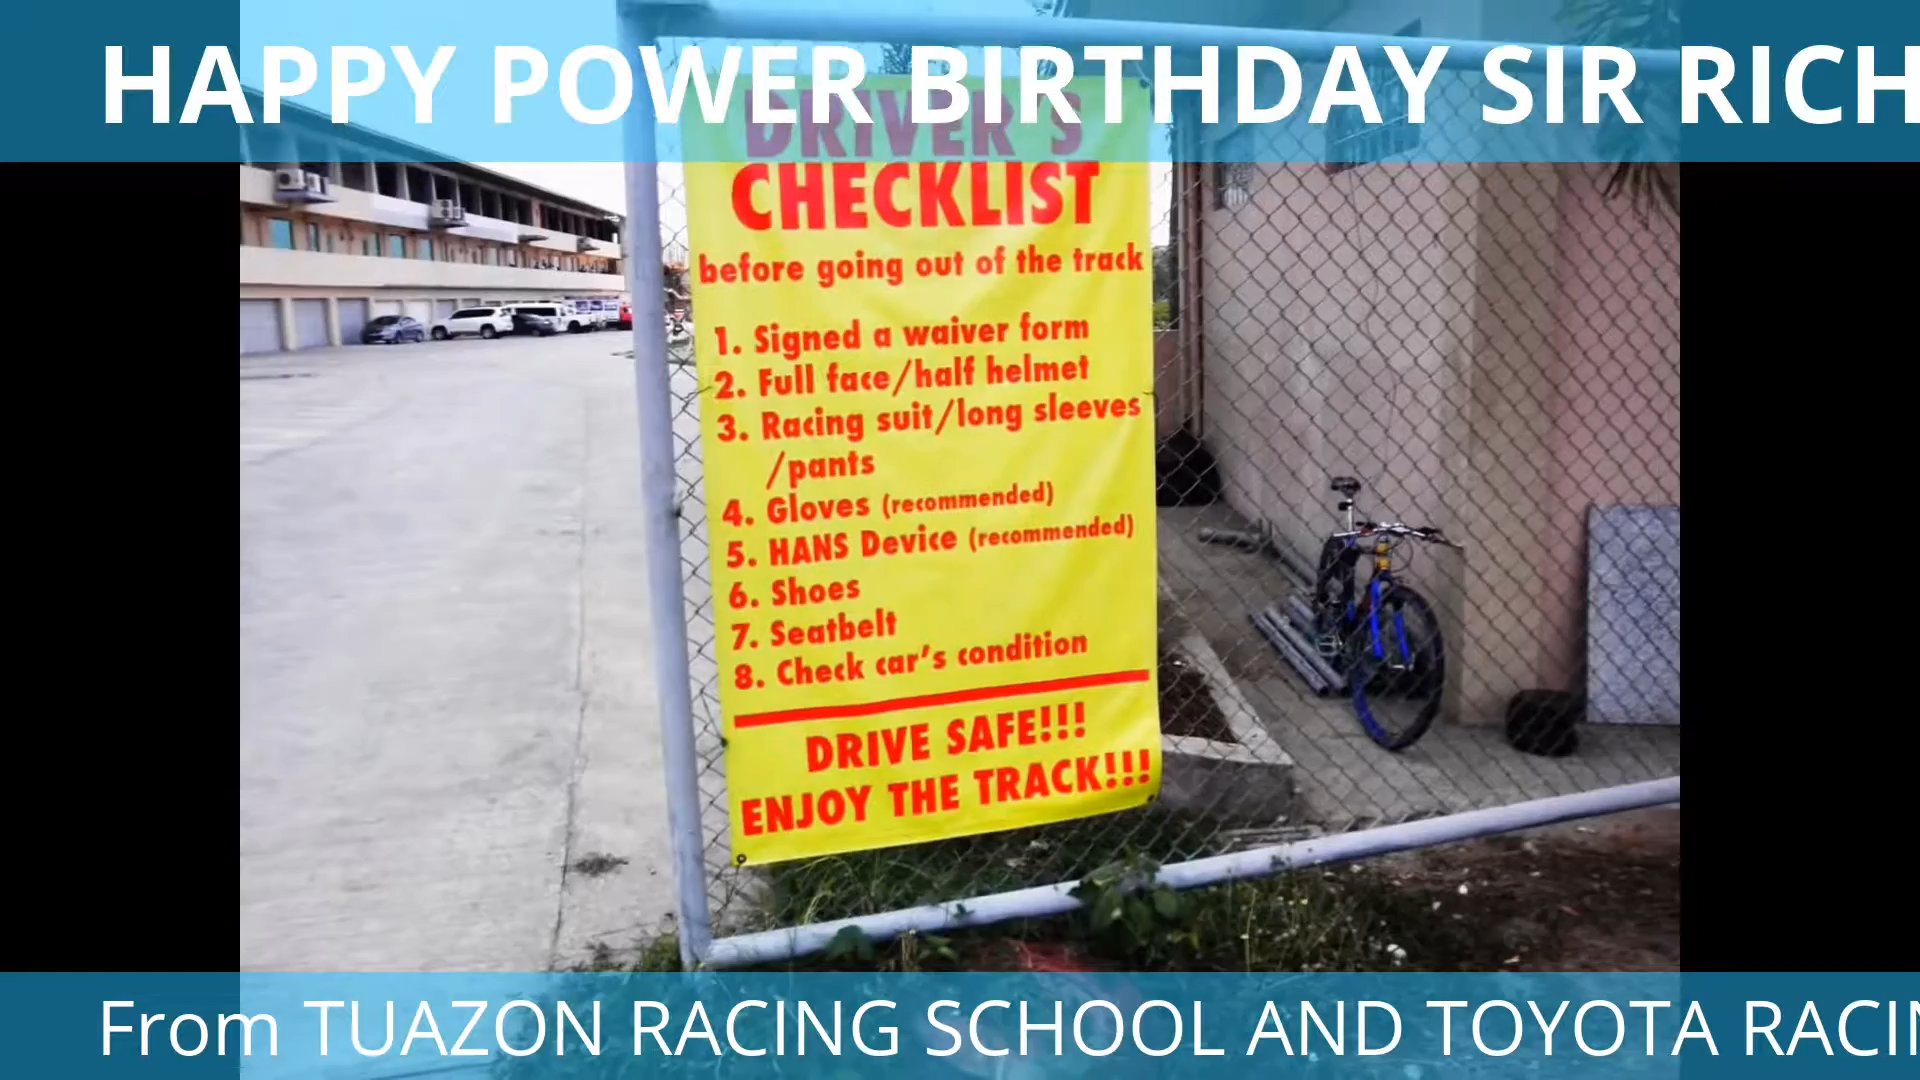 HAPPY POWER BIRTHDAY SIR RICH
DRIVER'S
CHECKLIST
before going out of the track
1. Signed a waiver form
2. Full face/half helmet
3. Racing suit/long sleeves
/pants
4. Gloves (recommended)
5. HANS Device (recommended)
6. Shoes
7. Seatbelt
8. Check car's condition
DRIVE SAFE!!!
ENJOY THE TRACK!!!
From TUAZON RACING SCHOOL AND TOYOTA RACIN